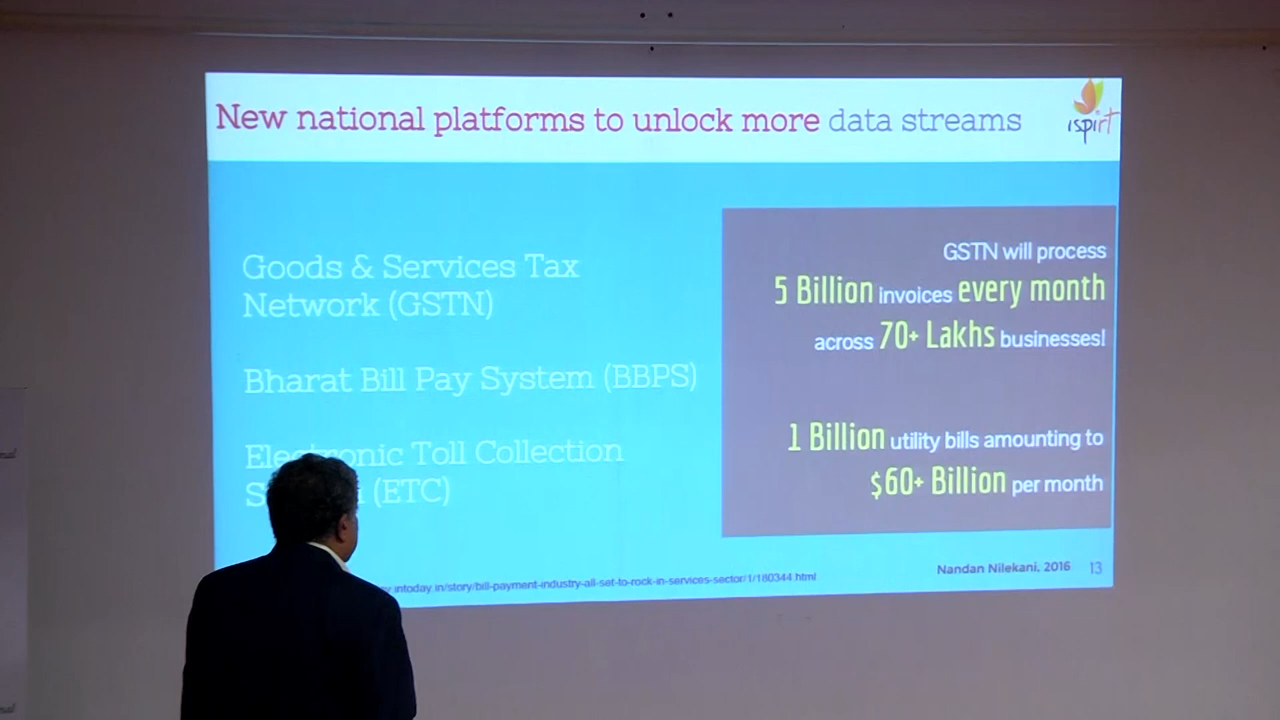 New national platforms to unlock more data streams
ispirt
Goods & Services Tax
Network (GSTN)
Bharat Bill Pay System (BBPS)
Electronic Toll Collection
(ETC)
GSTN will process
5 Billion invoices every month
across 70+ Lakhs businesses!
1 Billion utility bills amounting to
$60+ Billion per month
.intoday.in/story/bill-payment-industry-all-set-to-rock-in-services-sector/1/180344.html
Nandan Nilekani, 2016 13